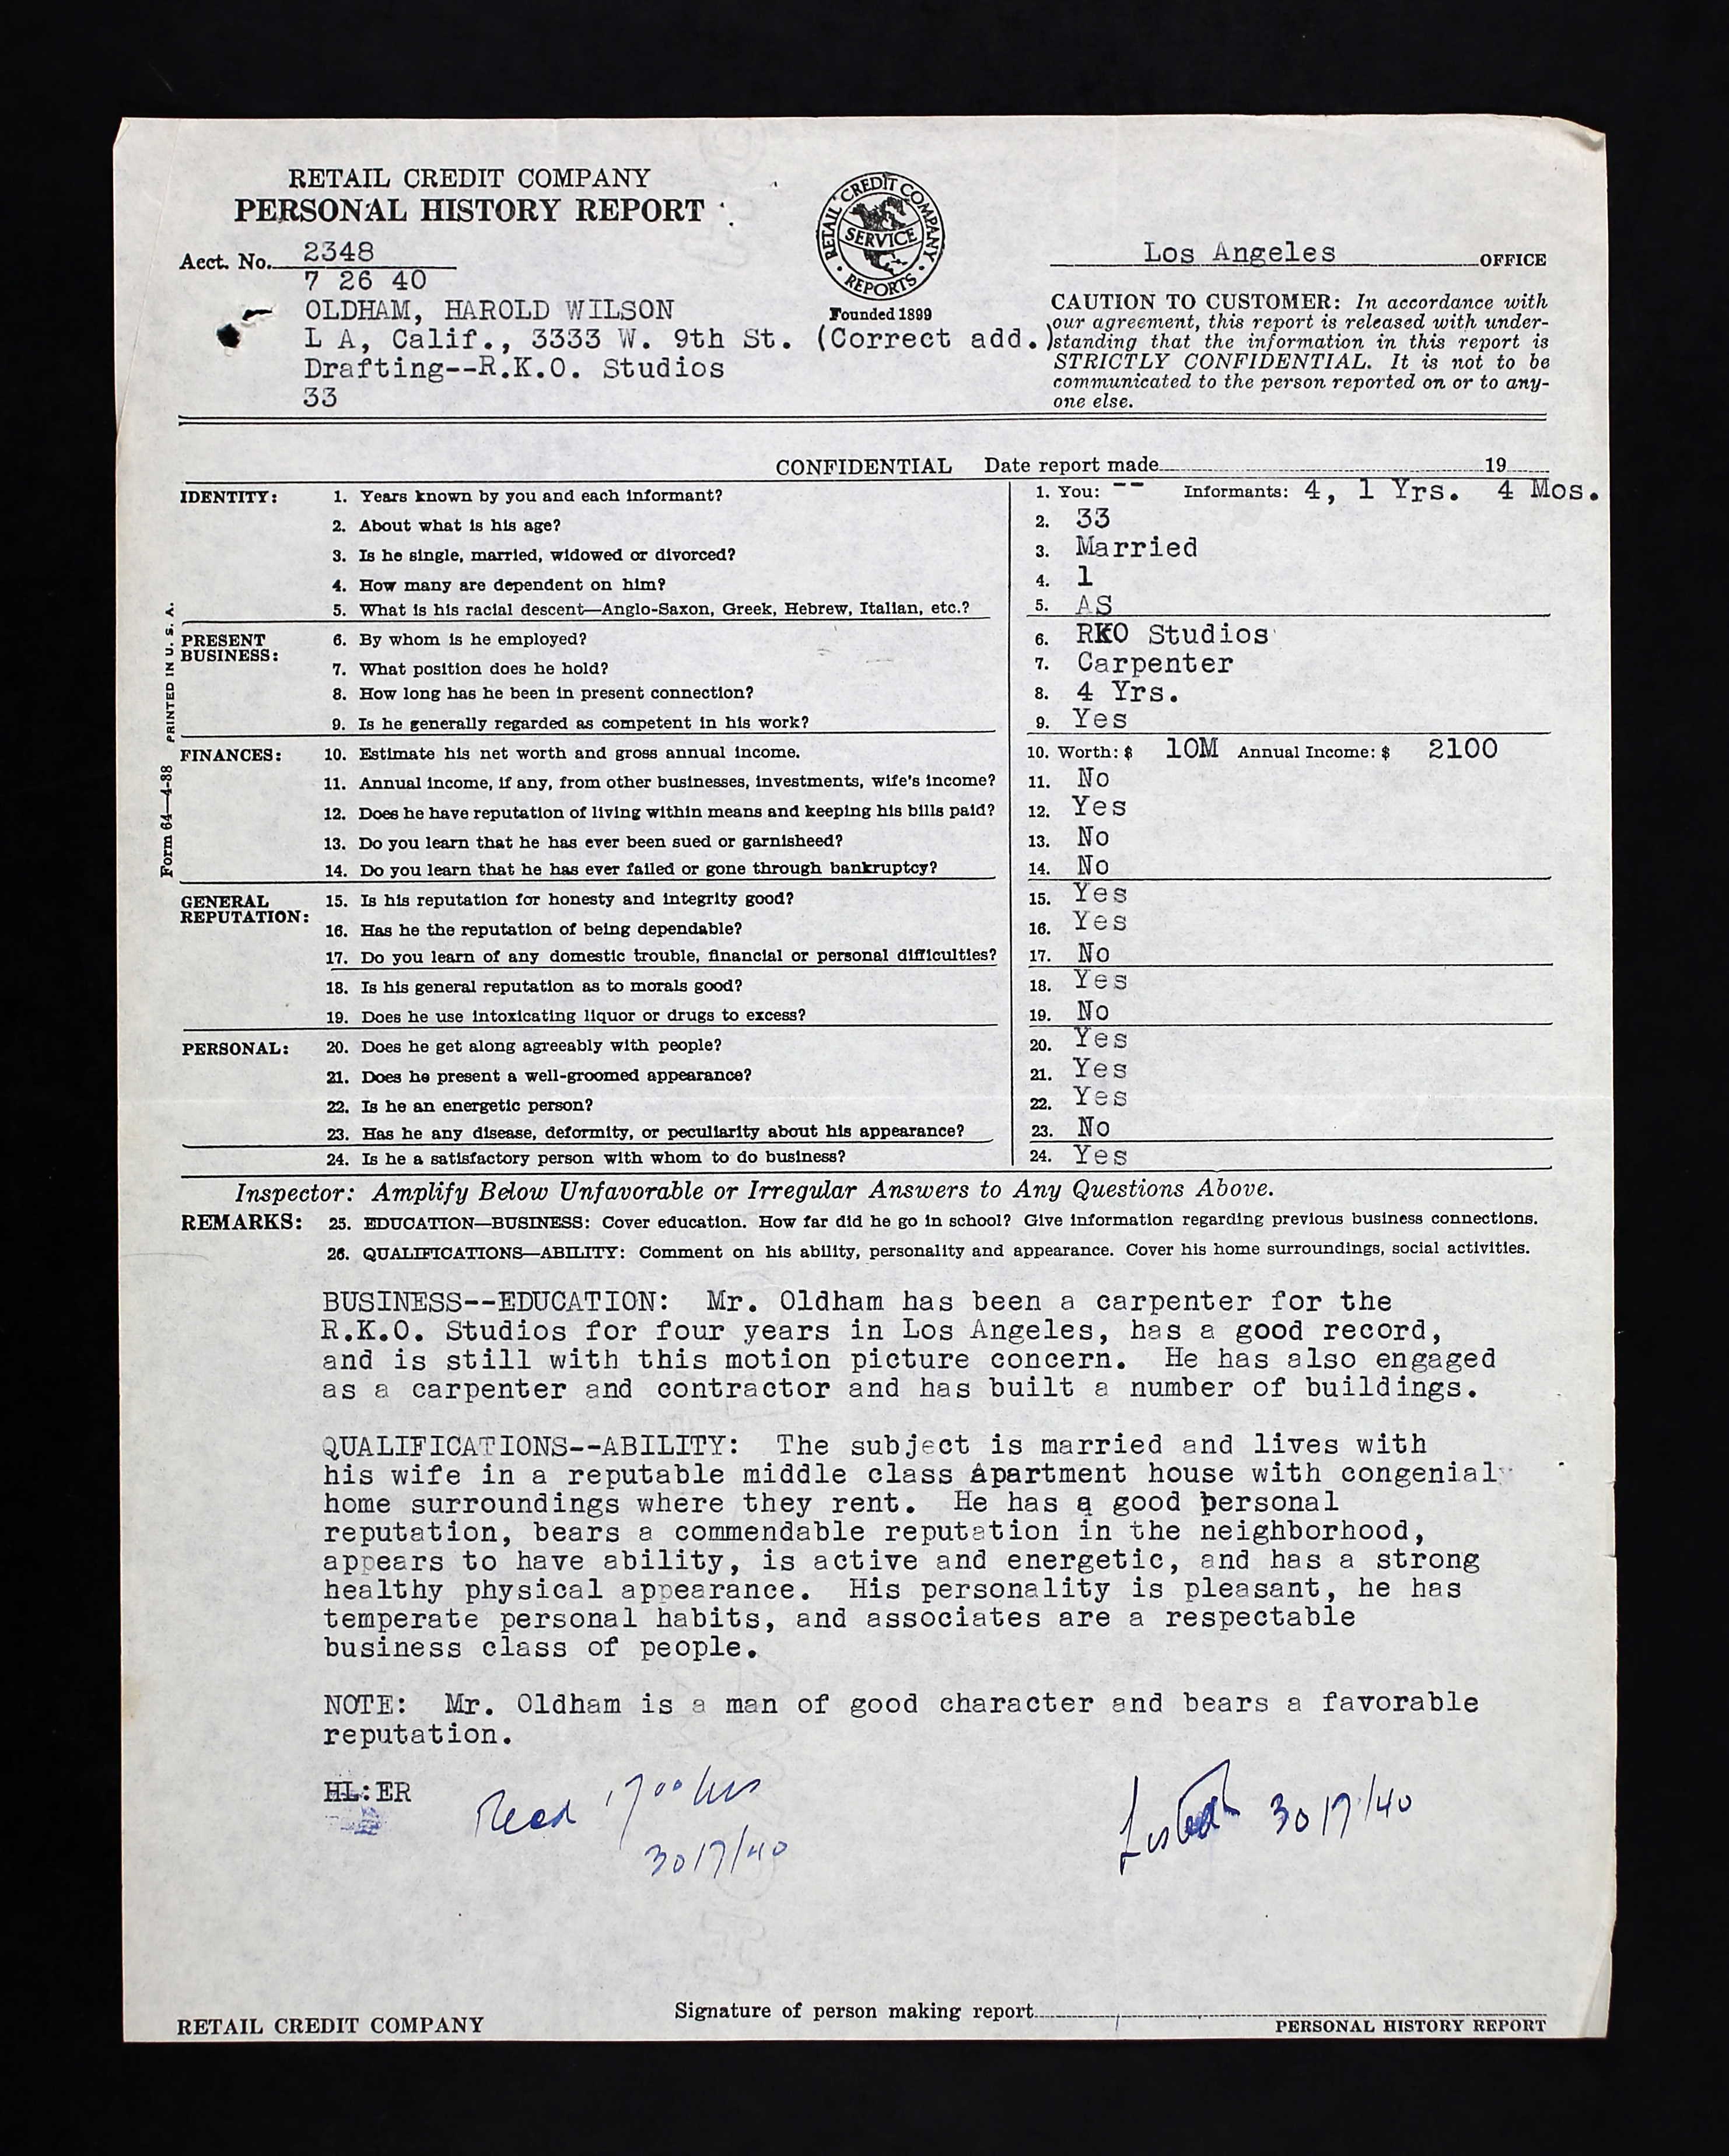 RETAIL CREDIT COMPANY
PERSONAL HISTORY REPORT
Acct. No. 2348
7 26 40
OLDHAM, HAROLD WILSON
L A, Calif., 3333 W. 9th St. (Correct add.)
Drafting--R.K.O. Studios
33
RETAIL CREDIT COMPANY
SERVICE
REPORTS
Founded 1899
Los Angeles OFFICE
CAUTION TO CUSTOMER: In accordance with
our agreement, this report is released with under-
standing that the information in this report is
STRICTLY CONFIDENTIAL. It is not to be
communicated to the person reported on or to any-
one else.
CONFIDENTIAL Date report made 19
IDENTITY: 1. Years known by you and each informant? 1. You: -- Informants: 4, 1 Yrs. 4 Mos.
2. About what is his age? 2. 33
3. Is he single, married, widowed or divorced? 3. Married
4. How many are dependent on him? 4. 1
5. What is his racial descent—Anglo-Saxon, Greek, Hebrew, Italian, etc.? 5. AS
PRESENT BUSINESS: 6. By whom is he employed? 6. RKO Studios
7. What position does he hold? 7. Carpenter
8. How long has he been in present connection? 8. 4 Yrs.
9. Is he generally regarded as competent in his work? 9. Yes
FINANCES: 10. Estimate his net worth and gross annual income. 10. Worth: $ 10M Annual Income: $ 2100
11. Annual income, if any, from other businesses, investments, wife's income? 11. No
12. Does he have reputation of living within means and keeping his bills paid? 12. Yes
13. Do you learn that he has ever been sued or garnisheed? 13. No
14. Do you learn that he has ever failed or gone through bankruptcy? 14. No
GENERAL REPUTATION: 15. Is his reputation for honesty and integrity good? 15. Yes
16. Has he the reputation of being dependable? 16. Yes
17. Do you learn of any domestic trouble, financial or personal difficulties? 17. No
18. Is his general reputation as to morals good? 18. Yes
19. Does he use intoxicating liquor or drugs to excess? 19. No
PERSONAL: 20. Does he get along agreeably with people? 20. Yes
21. Does he present a well-groomed appearance? 21. Yes
22. Is he an energetic person? 22. Yes
23. Has he any disease, deformity, or peculiarity about his appearance? 23. No
24. Is he a satisfactory person with whom to do business? 24. Yes
Form 64—4-38 PRINTED IN U. S. A.
Inspector: Amplify Below Unfavorable or Irregular Answers to Any Questions Above.
REMARKS: 25. EDUCATION—BUSINESS: Cover education. How far did he go in school? Give information regarding previous business connections.
26. QUALIFICATIONS—ABILITY: Comment on his ability, personality and appearance. Cover his home surroundings, social activities.
BUSINESS--EDUCATION: Mr. Oldham has been a carpenter for the
R.K.O. Studios for four years in Los Angeles, has a good record,
and is still with this motion picture concern. He has also engaged
as a carpenter and contractor and has built a number of buildings.
QUALIFICATIONS--ABILITY: The subject is married and lives with
his wife in a reputable middle class apartment house with congenial
home surroundings where they rent. He has a good personal
reputation, bears a commendable reputation in the neighborhood,
appears to have ability, is active and energetic, and has a strong
healthy physical appearance. His personality is pleasant, he has
temperate personal habits, and associates are a respectable
business class of people.
NOTE: Mr. Oldham is a man of good character and bears a favorable
reputation.
HL:ER
30/7/40
30/7/40
Signature of person making report
RETAIL CREDIT COMPANY
PERSONAL HISTORY REPORT